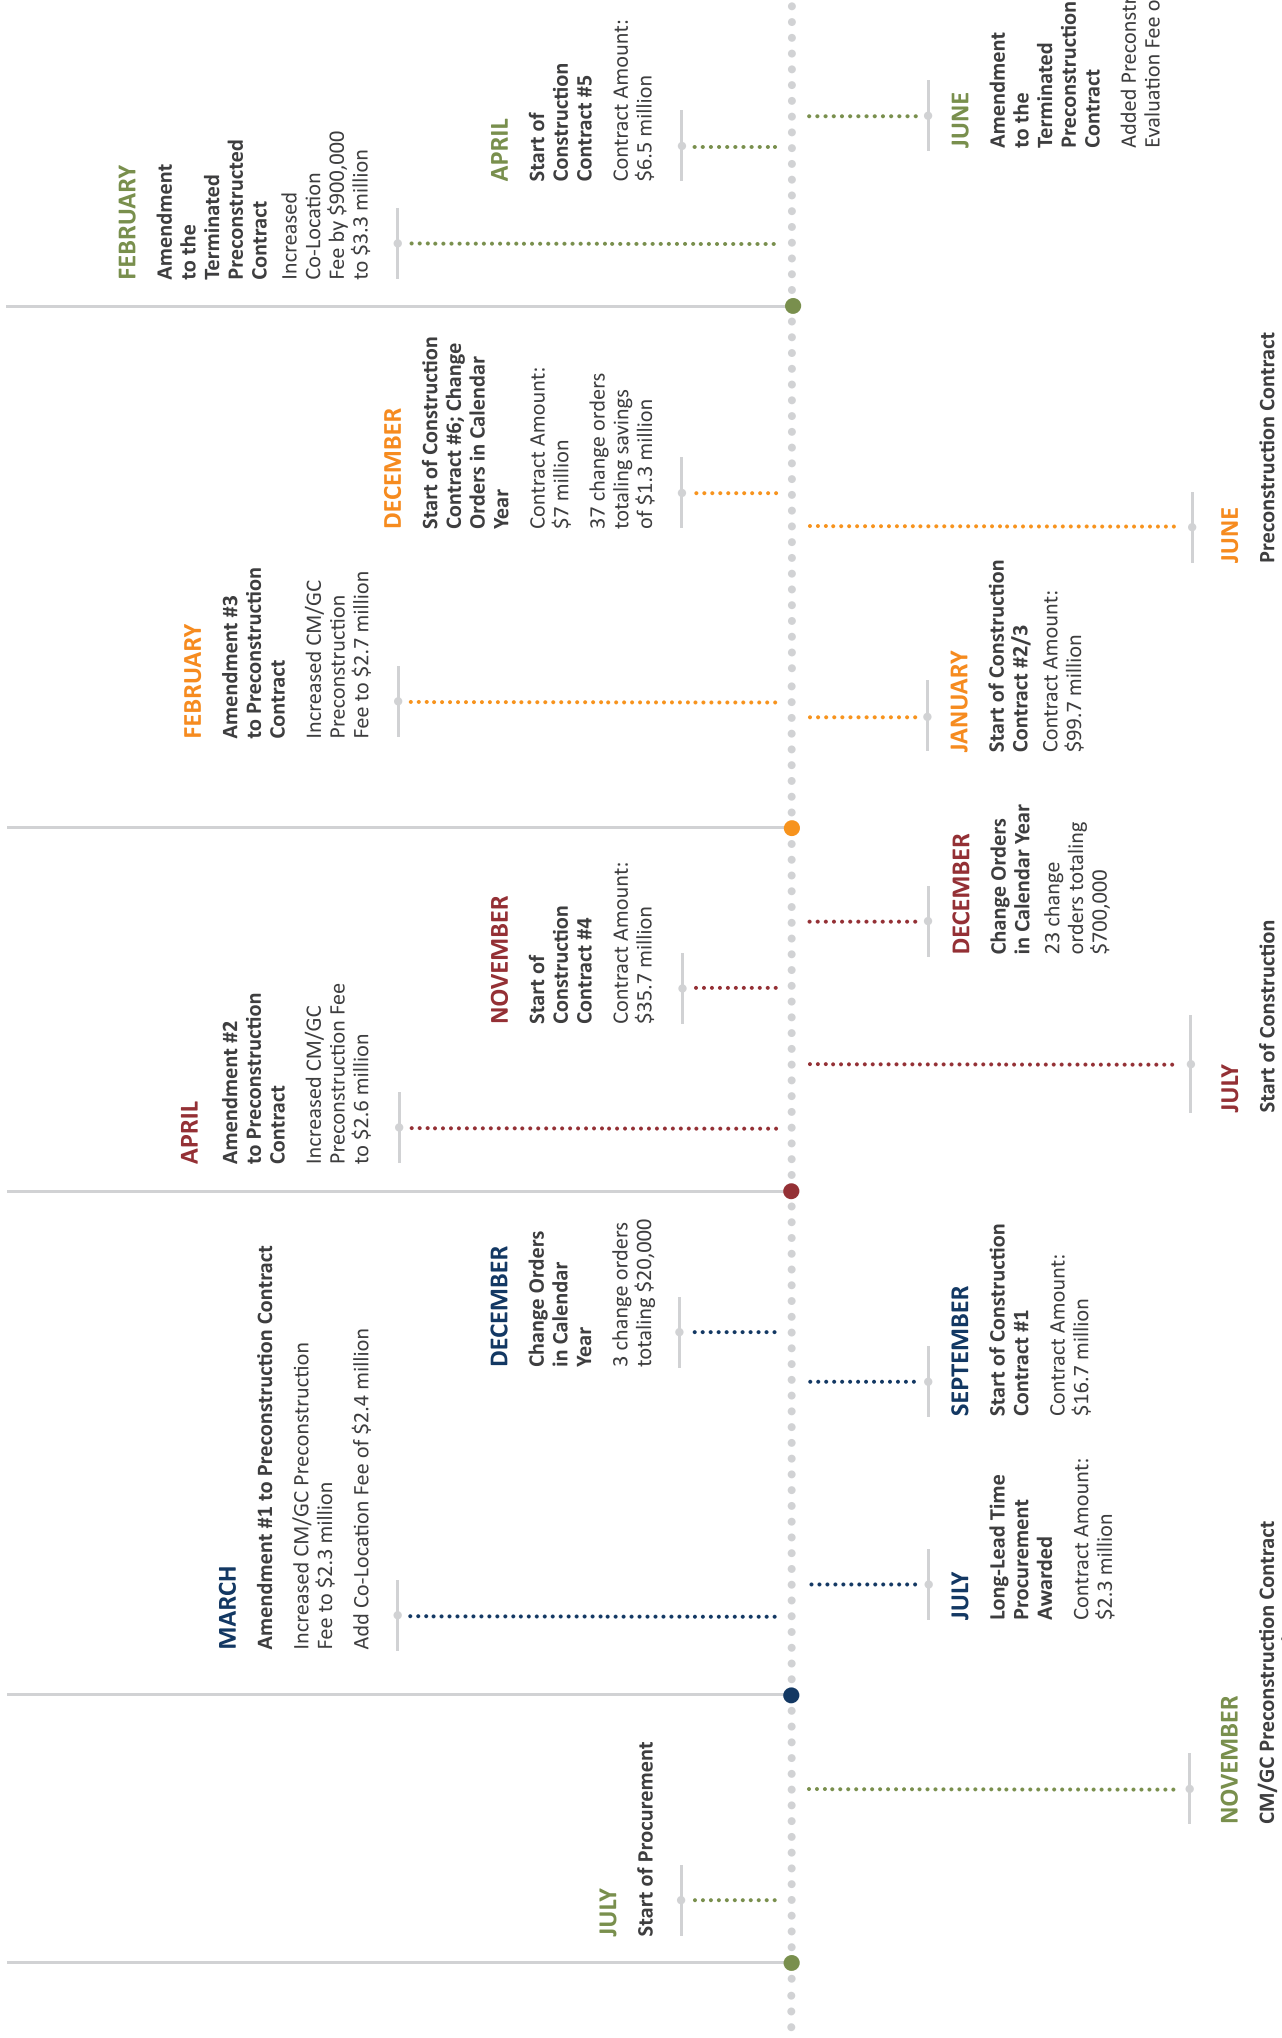 JULY
Start of Procurement
NOVEMBER
CM/GC Preconstruction Contract
MARCH
Amendment #1 to Preconstruction Contract
Increased CM/GC Preconstruction
Fee to $2.3 million
Add Co-Location Fee of $2.4 million
JULY
Long-Lead Time
Procurement
Awarded
Contract Amount:
$2.3 million
SEPTEMBER
Start of Construction
Contract #1
Contract Amount:
$16.7 million
DECEMBER
Change Orders
in Calendar
Year
3 change orders
totaling $20,000
APRIL
Amendment #2
to Preconstruction
Contract
Increased CM/GC
Preconstruction Fee
to $2.6 million
JULY
Start of Construction
NOVEMBER
Start of
Construction
Contract #4
Contract Amount:
$35.7 million
DECEMBER
Change Orders
in Calendar Year
23 change
orders totaling
$700,000
FEBRUARY
Amendment #3
to Preconstruction
Contract
Increased CM/GC
Preconstruction
Fee to $2.7 million
JANUARY
Start of Construction
Contract #2/3
Contract Amount:
$99.7 million
JUNE
Preconstruction Contract
DECEMBER
Start of Construction
Contract #6; Change
Orders in Calendar
Year
Contract Amount:
$7 million
37 change orders
totaling savings
of $1.3 million
FEBRUARY
Amendment
to the
Terminated
Preconstructed
Contract
Increased
Co-Location
Fee by $900,000
to $3.3 million
APRIL
Start of
Construction
Contract #5
Contract Amount:
$6.5 million
JUNE
Amendment
to the
Terminated
Preconstruction
Contract
Added
Evaluation Fee